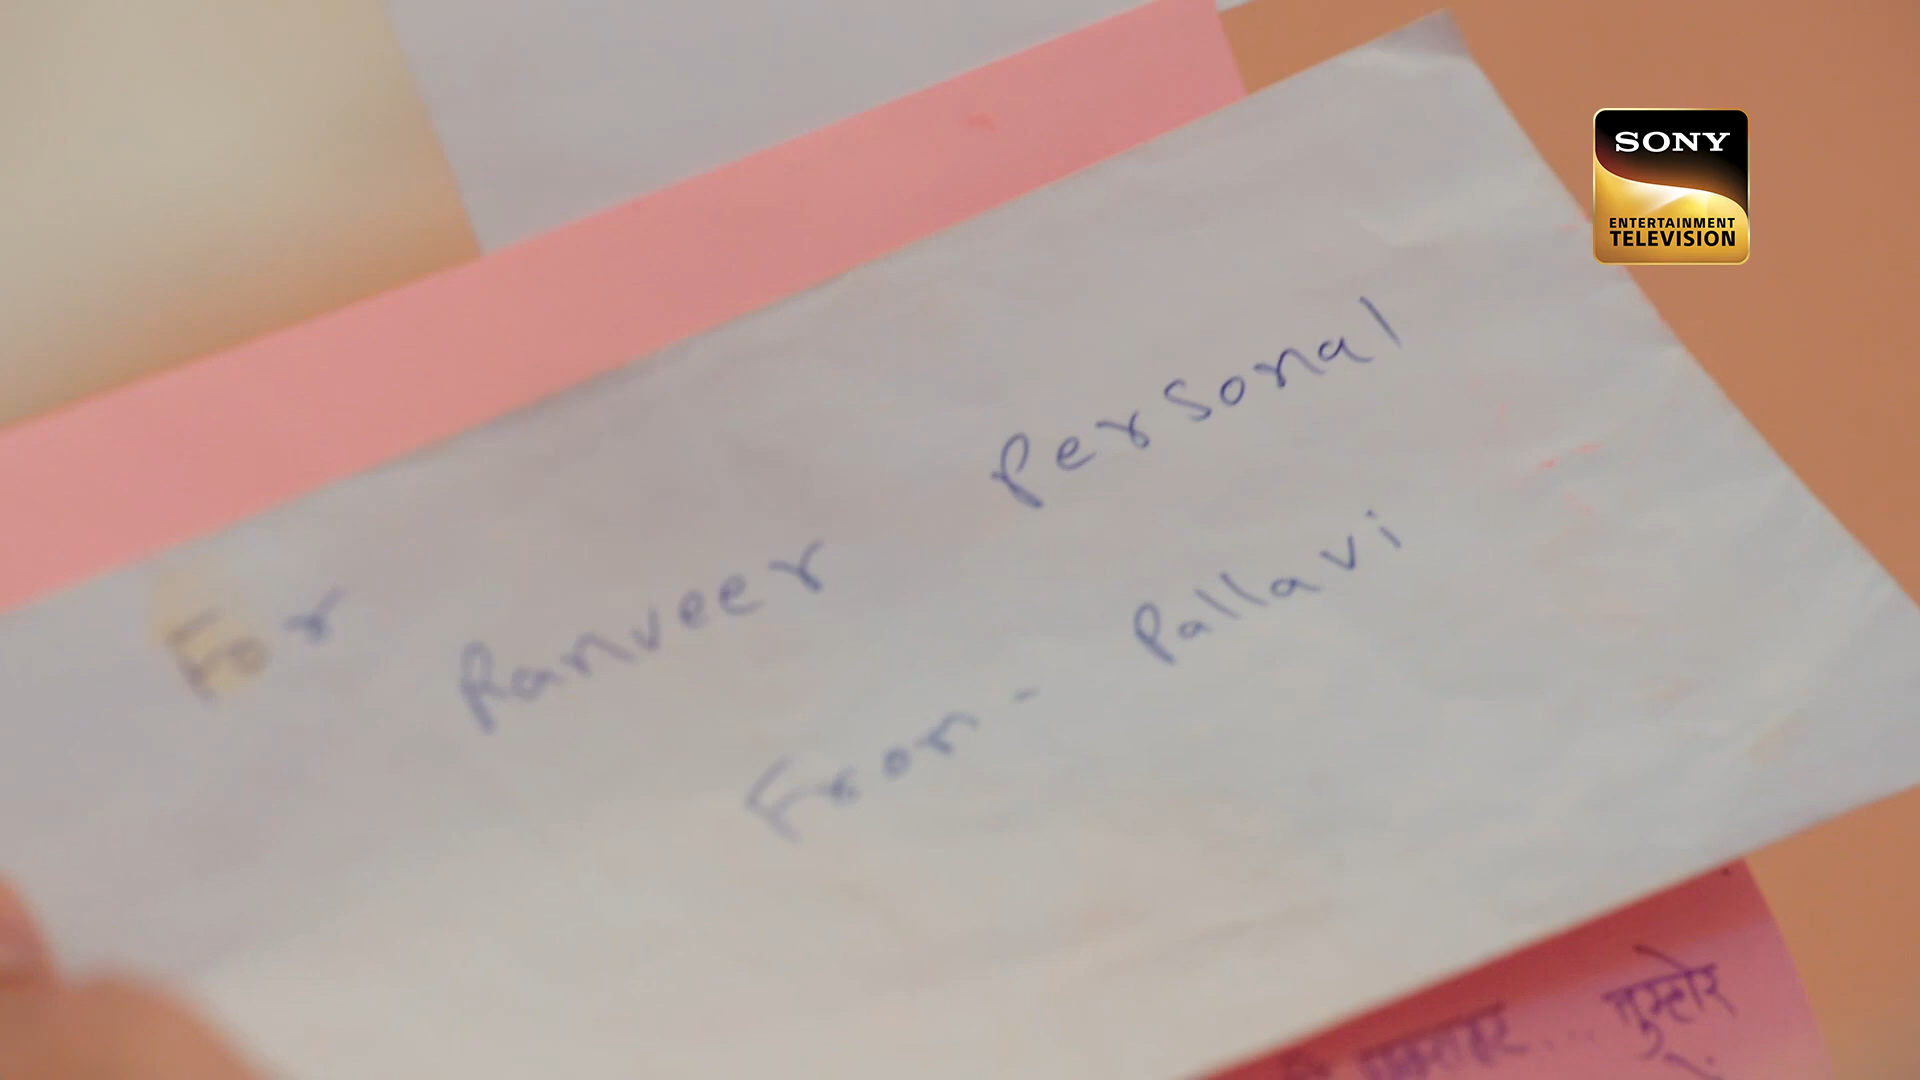 SONY
ENTERTAINMENT
TELEVISION
For Ranveer Personal
From - Pallavi
... तुम्हारे